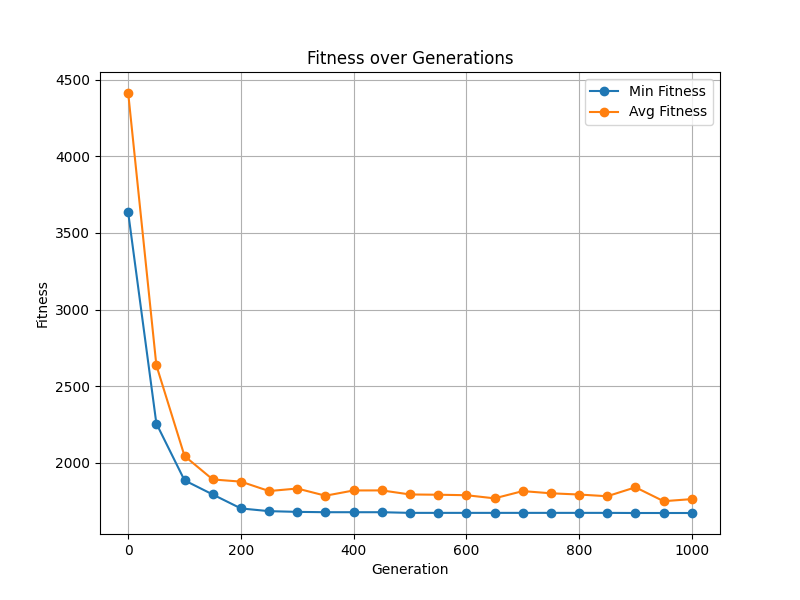 Fitness over Generations
4500
4000
3500
3000
2500
2000
Fitness
Min Fitness
Avg Fitness
0 200 400 600 800 1000
Generation